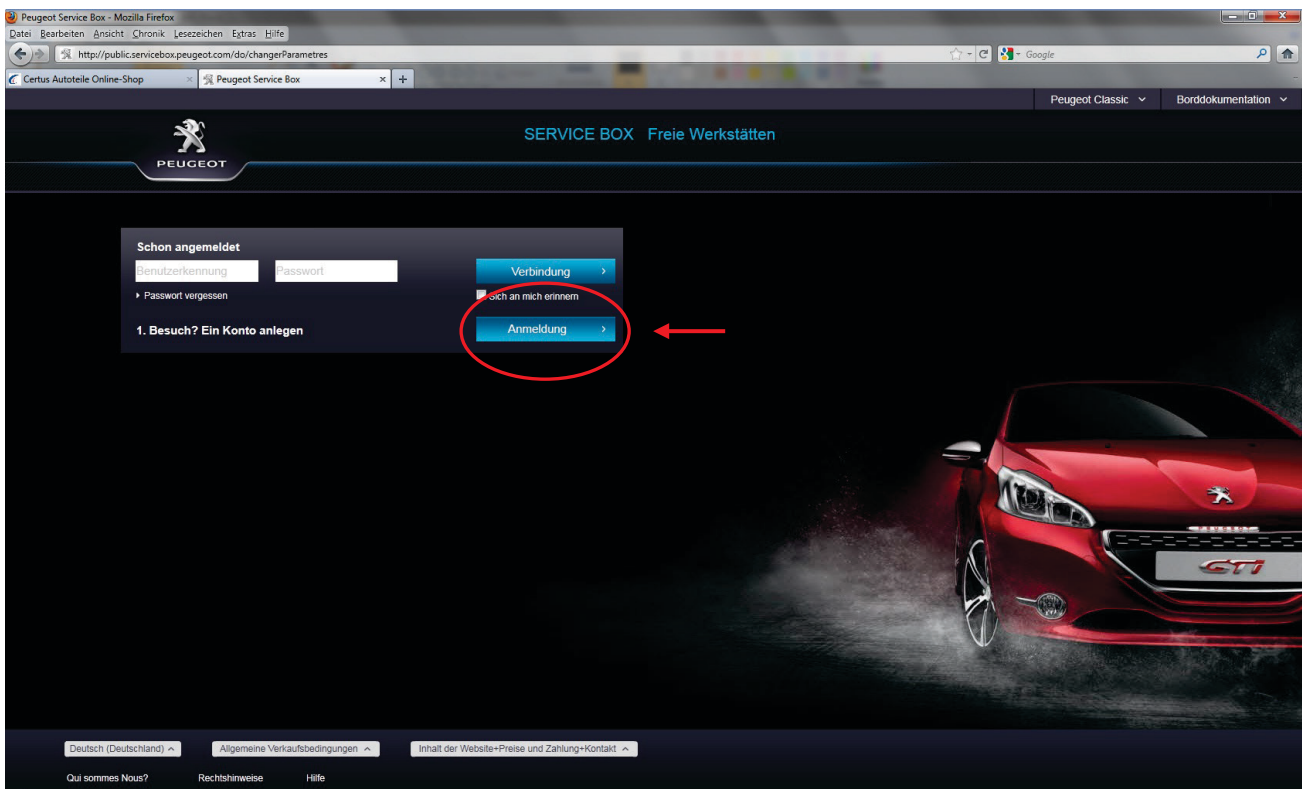 Peugeot Service Box - Mozilla Firefox
Datei Bearbeiten Ansicht Chronik Lesezeichen Extras Hilfe
http://public.servicebox.peugeot.com/do/changerParametres
Google
Certus Autoteile Online-Shop
Peugeot Service Box
Peugeot Classic
Borddokumentation
PEUGEOT
SERVICE BOX Freie Werkstätten
Schon angemeldet
Benutzerkennung
Passwort
Verbindung
Passwort vergessen
Sich an mich erinnern
1. Besuch? Ein Konto anlegen
Anmeldung
PEUGEOT
GTi
Deutsch (Deutschland)
Allgemeine Verkaufsbedingungen
Inhalt der Website+Preise und Zahlung+Kontakt
Qui sommes Nous?
Rechtshinweise
Hilfe